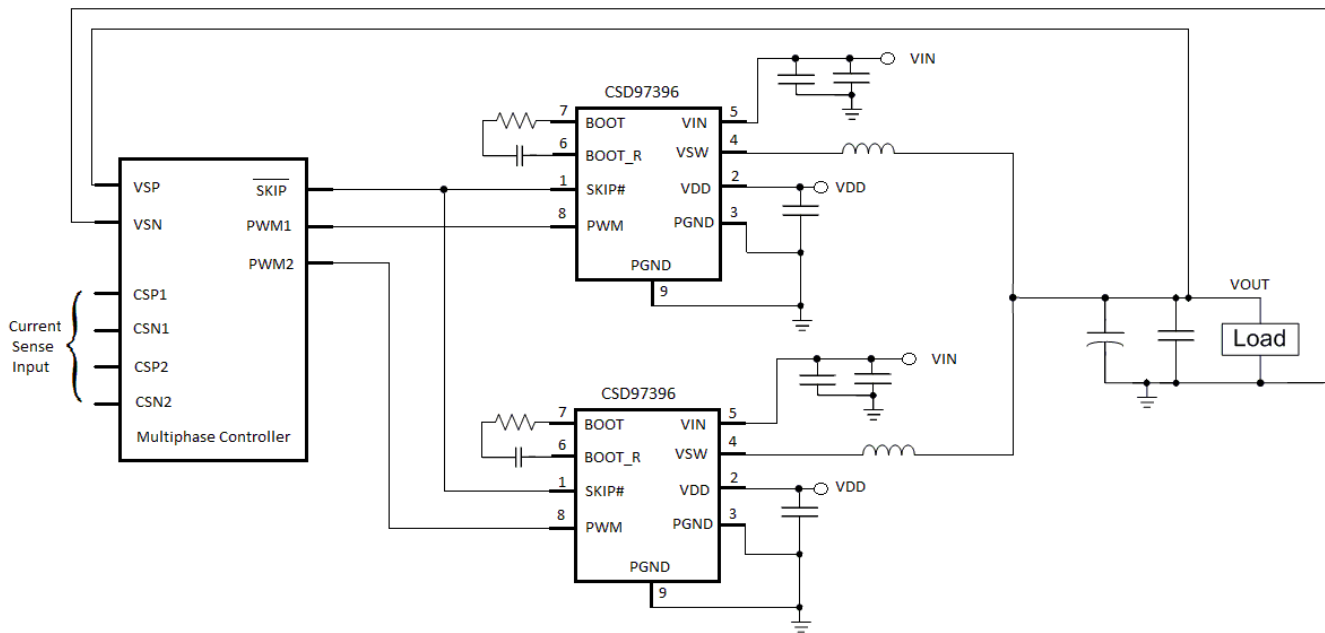 VIN
CSD97396
7
BOOT
VIN
5
6
BOOT_R
VSW
4
VSP
SKIP
1
SKIP#
VDD
2
VDD
VSN
PWM1
8
PWM
PGND
3
PWM2
PGND
9
CSP1
VOUT
Current
Sense
Input
CSN1
Load
CSP2
CSN2
Multiphase Controller
VIN
CSD97396
7
BOOT
VIN
5
6
BOOT_R
VSW
4
1
SKIP#
VDD
2
VDD
8
PWM
PGND
3
PGND
9